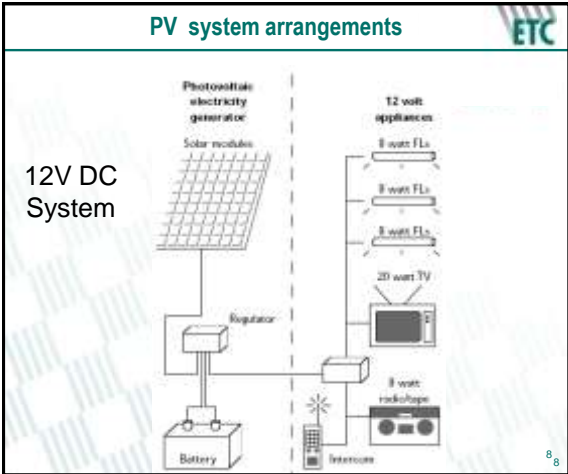 PV system arrangements
ETC
12V DC
System
Photovoltaic
electricity
generator
Solar modules
Regulator
Battery
12 volt
appliances
8 watt FLs
8 watt FLs
8 watt FLs
20 watt TV
8 watt
radio/tape
Intercom
8
8